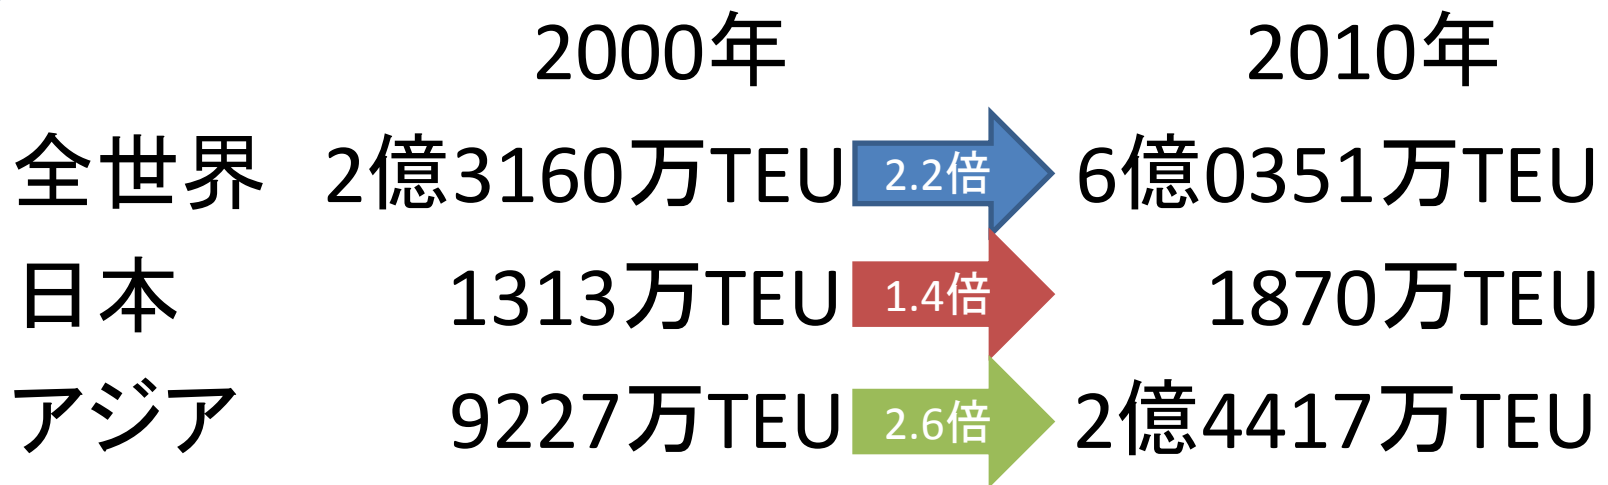 2000年 2010年
全世界 2億3160万TEU 2.2倍 6億0351万TEU
日本 1313万TEU 1.4倍 1870万TEU
アジア 9227万TEU 2.6倍 2億4417万TEU